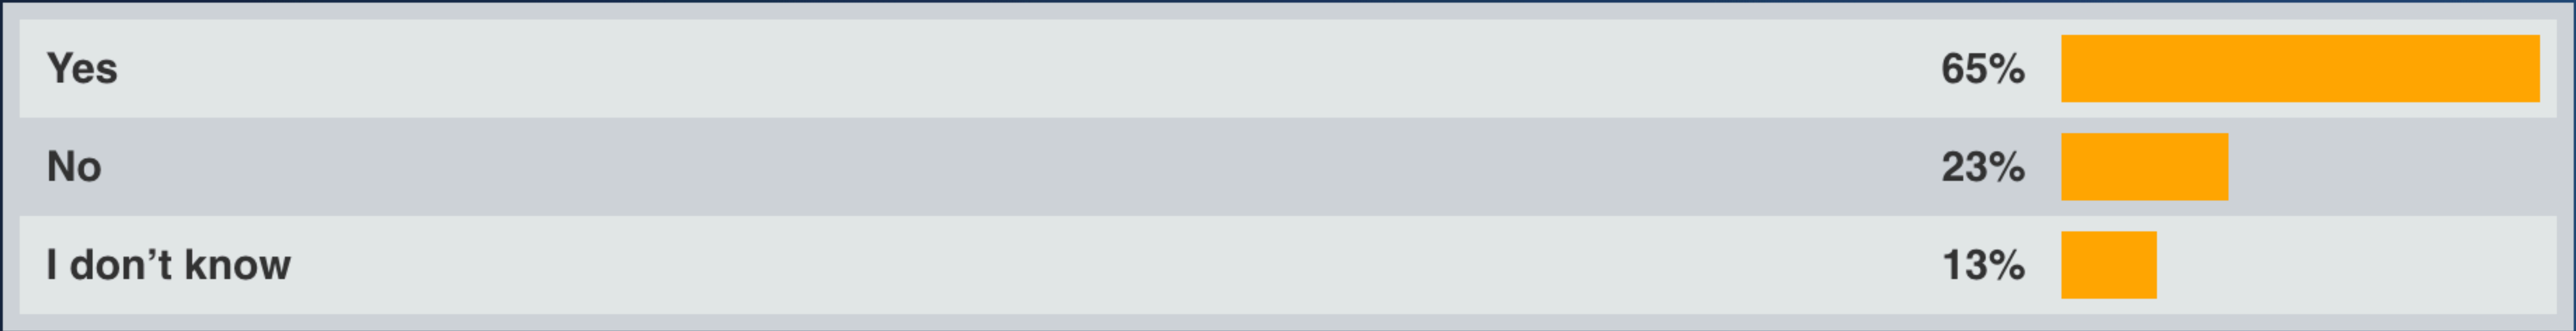 Yes 65%
No 23%
I don’t know 13%